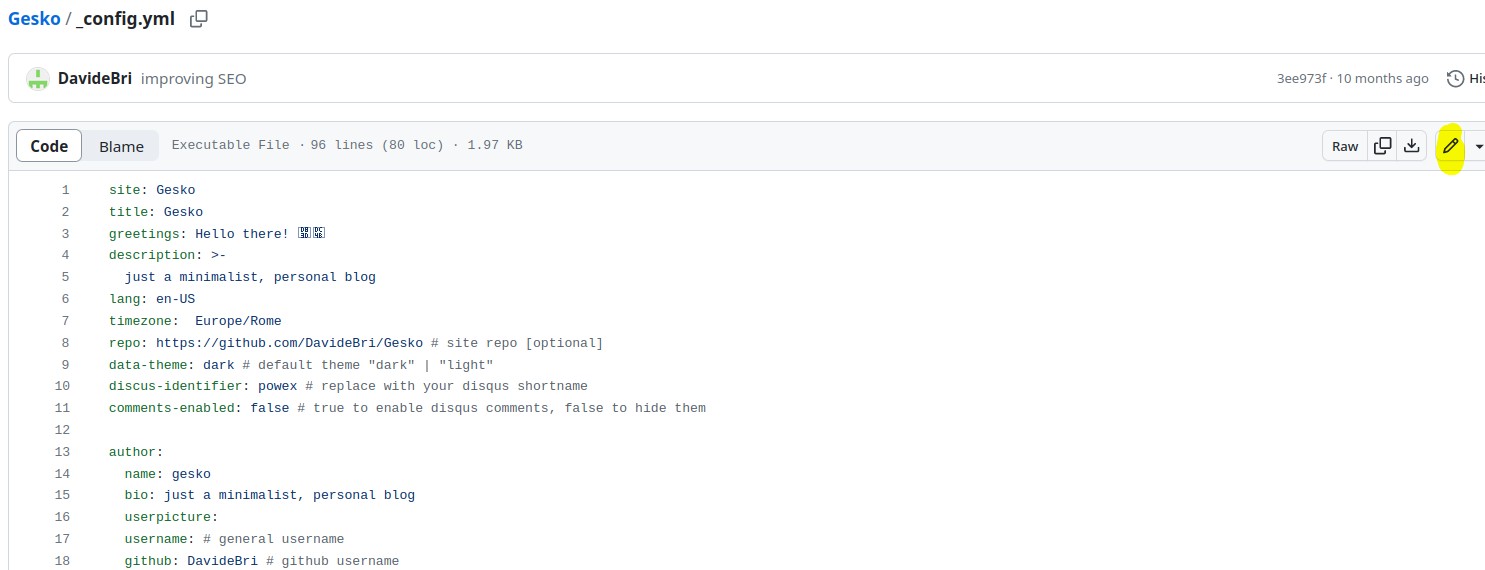 Gesko / _config.yml
DavideBri improving SEO 3ee973f · 10 months ago His
Code Blame Executable File · 96 lines (80 loc) · 1.97 KB Raw
1 site: Gesko
2 title: Gesko
3 greetings: Hello there!
4 description: >-
5 just a minimalist, personal blog
6 lang: en-US
7 timezone:  Europe/Rome
8 repo: https://github.com/DavideBri/Gesko # site repo [optional]
9 data-theme: dark # default theme "dark" | "light"
10 discus-identifier: powex # replace with your disqus shortname
11 comments-enabled: false # true to enable disqus comments, false to hide them
12
13 author:
14 name: gesko
15 bio: just a minimalist, personal blog
16 userpicture:
17 username: # general username
18 github: DavideBri # github username